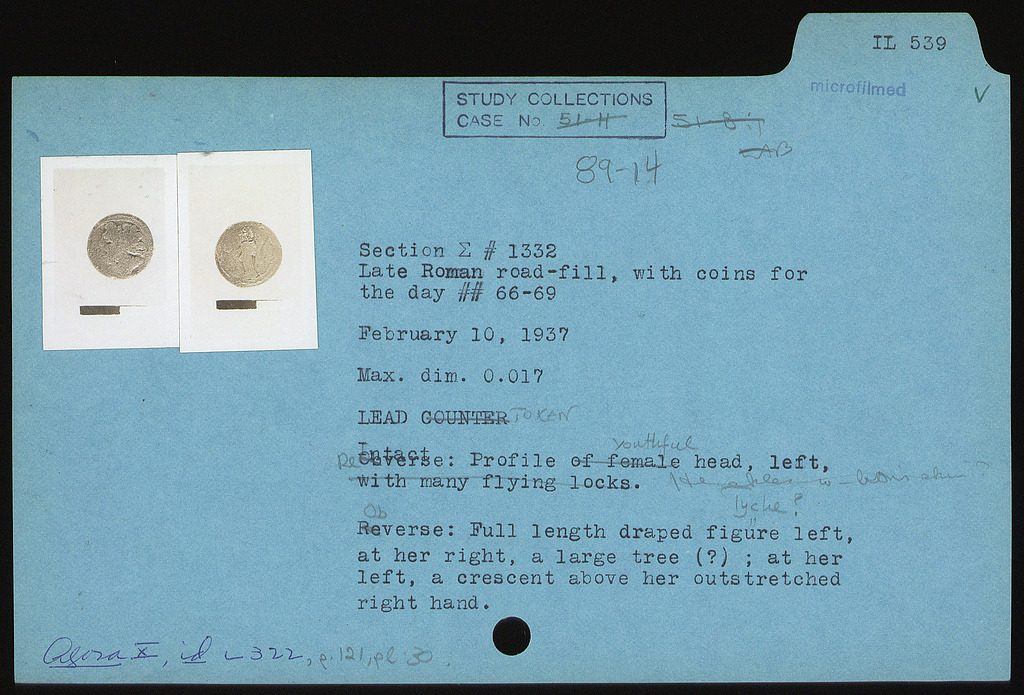 IL 539
microfilmed ✓
STUDY COLLECTIONS
CASE No. 51-H
89-14
Section Σ # 1332
Late Roman road-fill, with coins for
the day ## 66-69
February 10, 1937
Max. dim. 0.017
LEAD COUNTER TOKEN
Intact
youthful
Reverse: Profile of female head, left,
with many flying locks.
Tyche?
Ob
Reverse: Full length draped figure left,
at her right, a large tree (?) ; at her
left, a crescent above her outstretched
right hand.
Agora X, id L 322, p. 121, pl. 30.